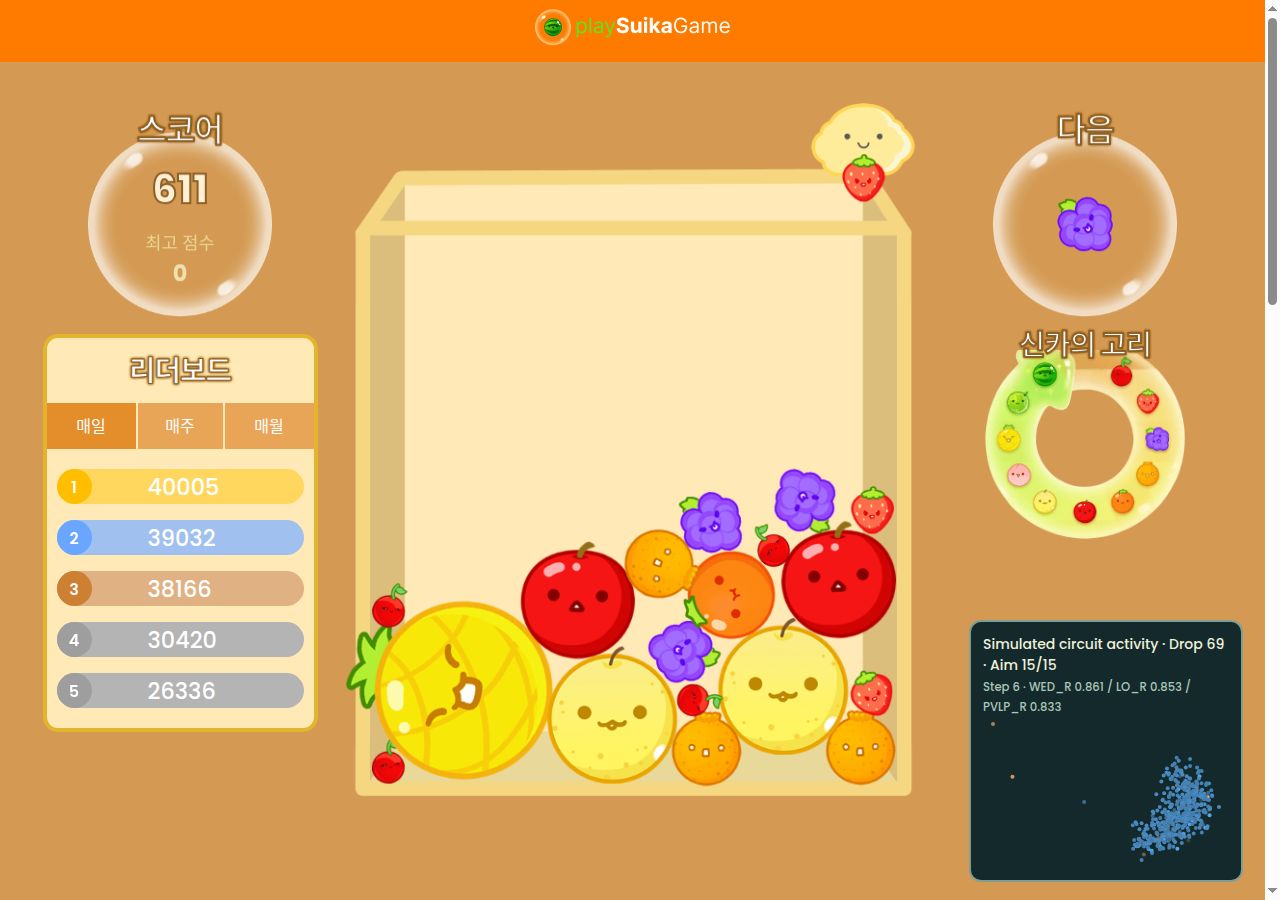 playSuikaGame
스코어
611
최고 점수
0
다음
리더보드
매일 매주 매월
1 40005
2 39032
3 38166
4 30420
5 26336
신카의 고리
Simulated circuit activity · Drop 69
· Aim 15/15
Step 6 · WED_R 0.861 / LO_R 0.853 /
PVLP_R 0.833